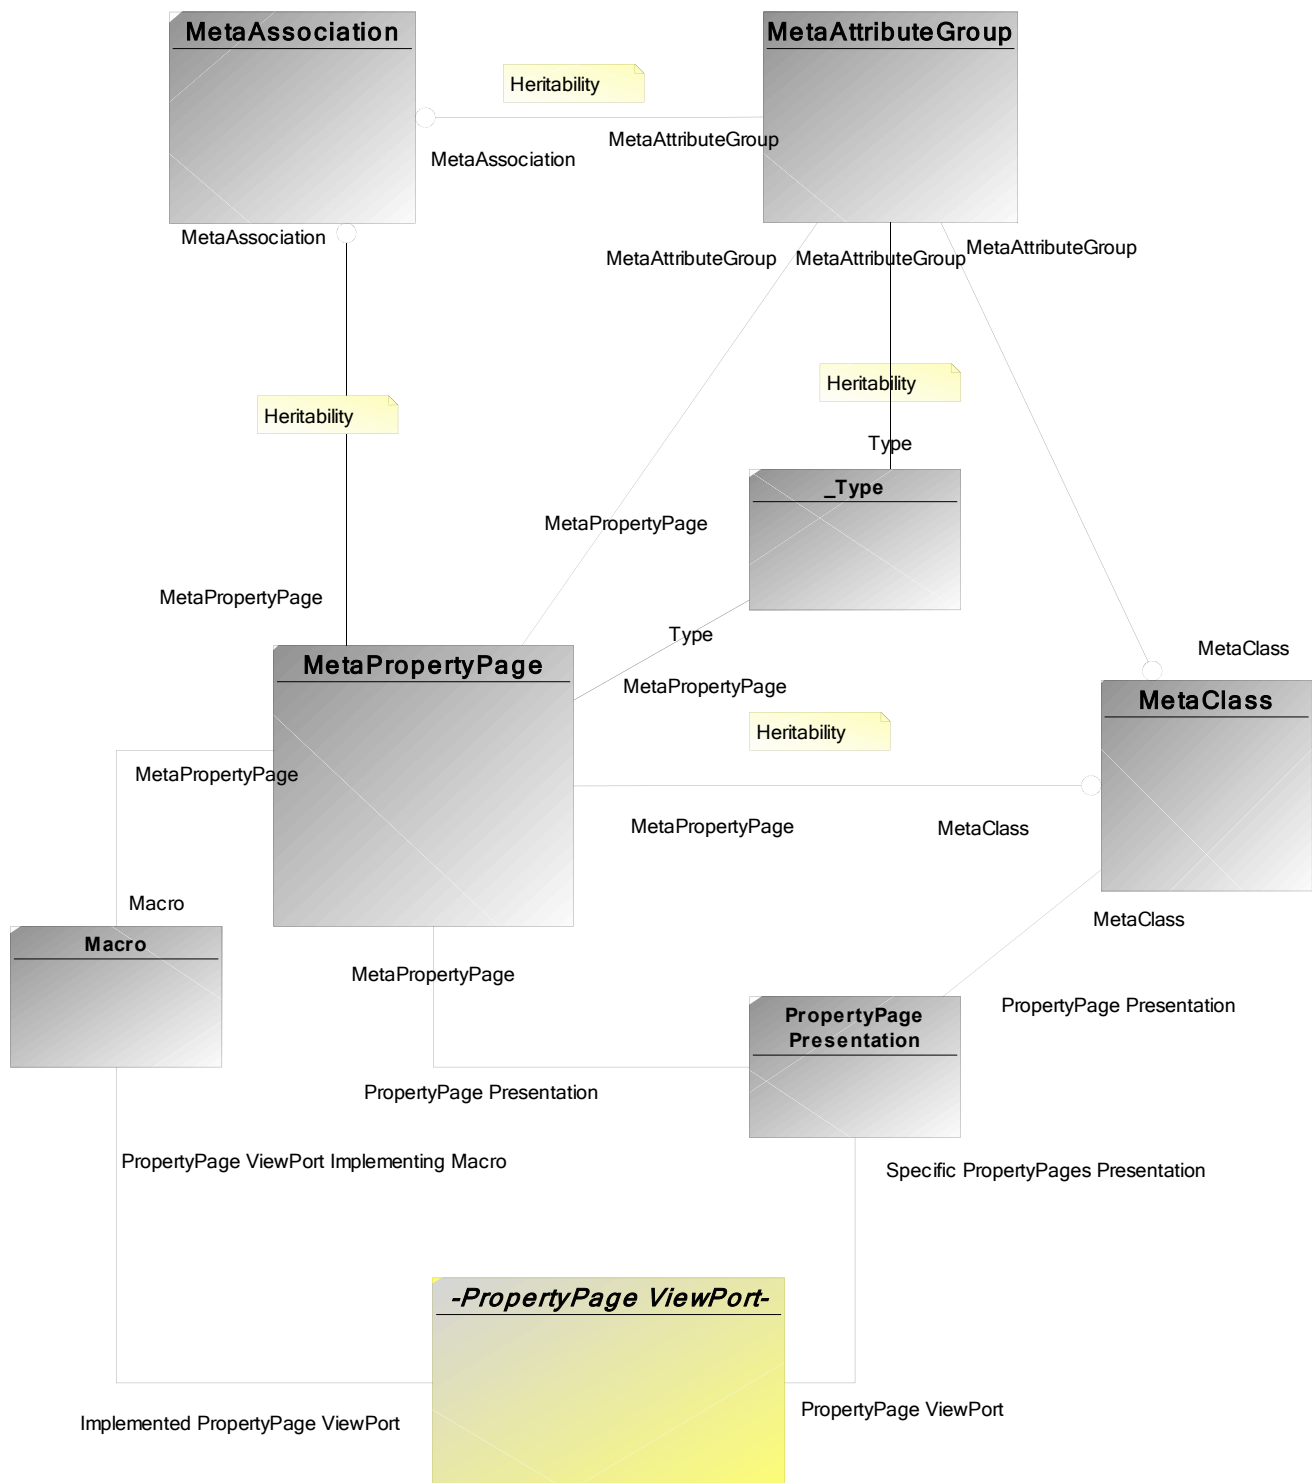 MetaAssociation
MetaAttributeGroup
Heritability
MetaAttributeGroup
MetaAssociation
MetaAssociation
MetaAttributeGroup
MetaAttributeGroup
MetaAttributeGroup
Heritability
Heritability
Type
_Type
MetaPropertyPage
MetaPropertyPage
Type
MetaClass
MetaPropertyPage
MetaPropertyPage
MetaClass
Heritability
MetaPropertyPage
MetaPropertyPage
MetaClass
Macro
MetaClass
Macro
MetaPropertyPage
PropertyPage Presentation
PropertyPage
Presentation
PropertyPage Presentation
PropertyPage ViewPort Implementing Macro
Specific PropertyPages Presentation
-PropertyPage ViewPort-
Implemented PropertyPage ViewPort
PropertyPage ViewPort